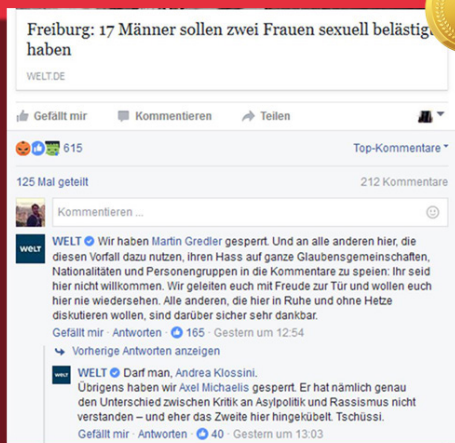 Freiburg: 17 Männer sollen zwei Frauen sexuell belästigt
haben
WELT.DE
Gefällt mir Kommentieren Teilen
615 Top-Kommentare
125 Mal geteilt 212 Kommentare
Kommentieren ...
WELT Wir haben Martin Gredler gesperrt. Und an alle anderen hier, die
diesen Vorfall dazu nutzen, ihren Hass auf ganze Glaubensgemeinschaften,
Nationalitäten und Personengruppen in die Kommentare zu speien: Ihr seid
hier nicht willkommen. Wir geleiten euch mit Freude zur Tür und wollen euch
hier nie wiedersehen. Alle anderen, die hier in Ruhe und ohne Hetze
diskutieren wollen, sind darüber sicher sehr dankbar.
Gefällt mir · Antworten · 165 · Gestern um 12:54
Vorherige Antworten anzeigen
WELT Darf man, Andrea Klossini.
Übrigens haben wir Axel Michaelis gesperrt. Er hat nämlich genau
den Unterschied zwischen Kritik an Asylpolitik und Rassismus nicht
verstanden – und eher das Zweite hier hingekübelt. Tschüssi.
Gefällt mir · Antworten · 40 · Gestern um 13:03